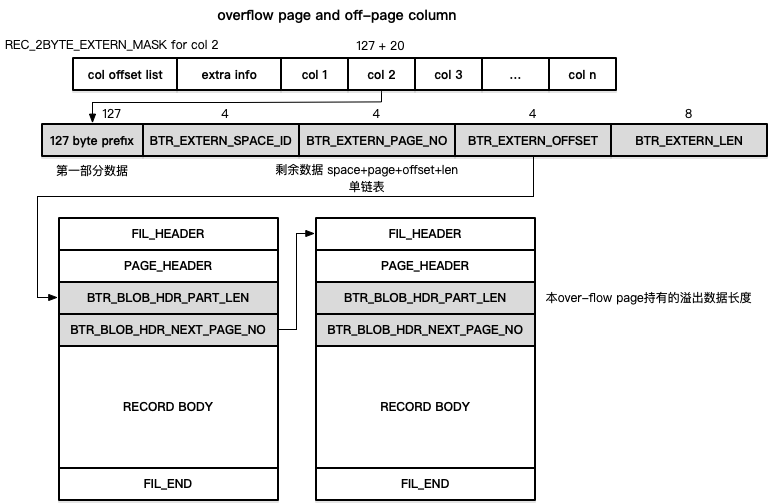 overflow page and off-page column
REC_2BYTE_EXTERN_MASK for col 2
127 + 20
col offset list
extra info
col 1
col 2
col 3
...
col n
127
4
4
4
8
127 byte prefix
BTR_EXTERN_SPACE_ID
BTR_EXTERN_PAGE_NO
BTR_EXTERN_OFFSET
BTR_EXTERN_LEN
第一部分数据
剩余数据 space+page+offset+len
单链表
FIL_HEADER
PAGE_HEADER
BTR_BLOB_HDR_PART_LEN
BTR_BLOB_HDR_NEXT_PAGE_NO
RECORD BODY
FIL_END
FIL_HEADER
PAGE_HEADER
BTR_BLOB_HDR_PART_LEN
BTR_BLOB_HDR_NEXT_PAGE_NO
RECORD BODY
FIL_END
本over-flow page持有的溢出数据长度